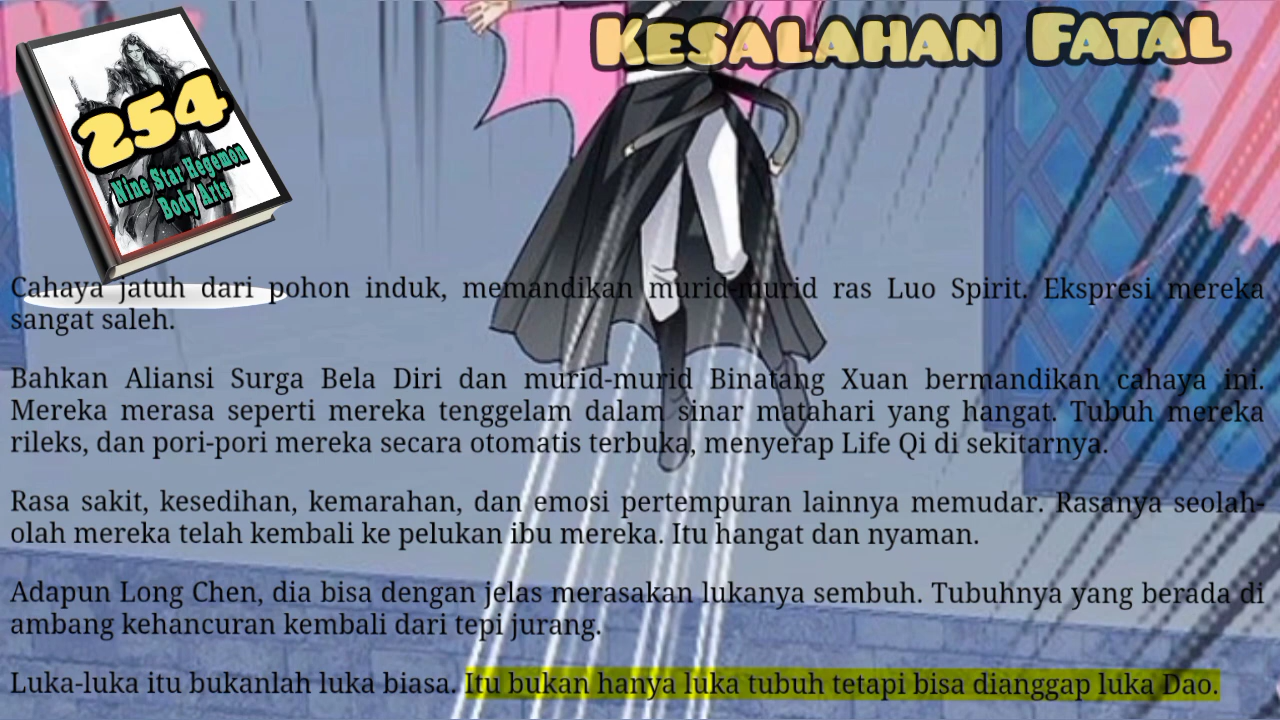 KESALAHAN FATAL
254
Nine Star Hegemon
Body Arts
Cahaya jatuh dari pohon induk, memandikan murid-murid ras Luo Spirit. Ekspresi mereka
sangat saleh.
Bahkan Aliansi Surga Bela Diri dan murid-murid Binatang Xuan bermandikan cahaya ini.
Mereka merasa seperti mereka tenggelam dalam sinar matahari yang hangat. Tubuh mereka
rileks, dan pori-pori mereka secara otomatis terbuka, menyerap Life Qi di sekitarnya.
Rasa sakit, kesedihan, kemarahan, dan emosi pertempuran lainnya memudar. Rasanya seolah-
olah mereka telah kembali ke pelukan ibu mereka. Itu hangat dan nyaman.
Adapun Long Chen, dia bisa dengan jelas merasakan lukanya sembuh. Tubuhnya yang berada di
ambang kehancuran kembali dari tepi jurang.
Luka-luka itu bukanlah luka biasa. Itu bukan hanya luka tubuh tetapi bisa dianggap luka Dao.